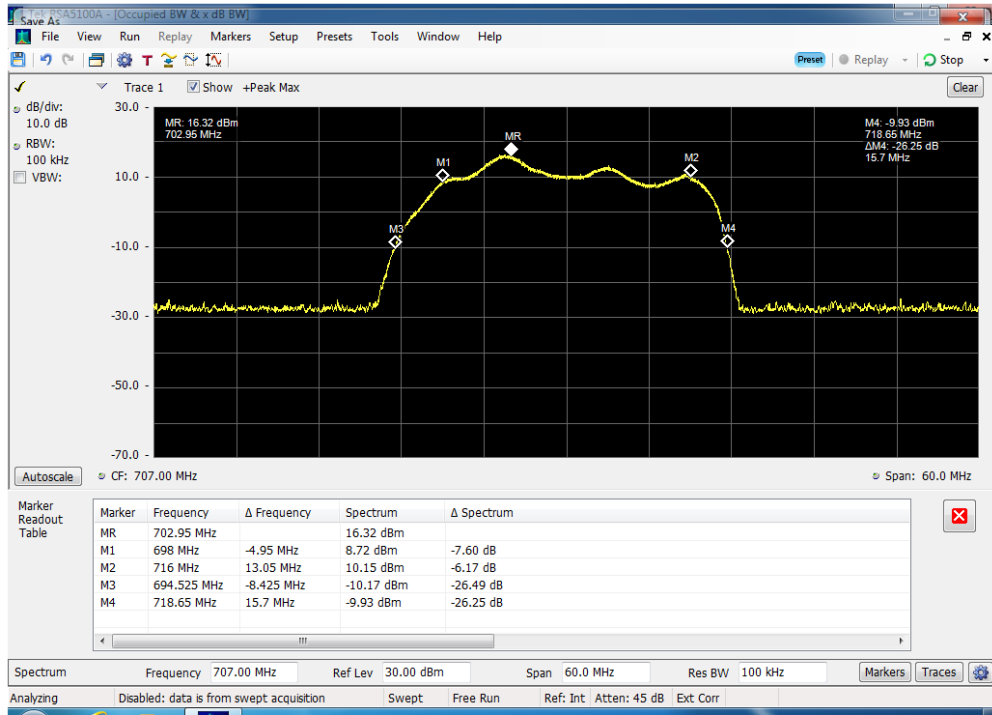 Tek RSA5100A - [Occupied BW & x dB BW]
Save As
File View Run Replay Markers Setup Presets Tools Window Help
Preset Replay Stop
Trace 1 Show +Peak Max Clear
dB/div:
10.0 dB
RBW:
100 kHz
VBW:
30.0 -
10.0 -
-10.0 -
-30.0 -
-50.0 -
-70.0 -
MR: 16.32 dBm
702.95 MHz
M4: -9.93 dBm
718.65 MHz
ΔM4: -26.25 dB
15.7 MHz
MR
M1
M2
M3
M4
Autoscale CF: 707.00 MHz Span: 60.0 MHz
Marker
Readout
Table
Marker Frequency Δ Frequency Spectrum Δ Spectrum
MR 702.95 MHz 16.32 dBm
M1 698 MHz -4.95 MHz 8.72 dBm -7.60 dB
M2 716 MHz 13.05 MHz 10.15 dBm -6.17 dB
M3 694.525 MHz -8.425 MHz -10.17 dBm -26.49 dB
M4 718.65 MHz 15.7 MHz -9.93 dBm -26.25 dB
Spectrum Frequency 707.00 MHz Ref Lev 30.00 dBm Span 60.0 MHz Res BW 100 kHz Markers Traces
Analyzing Disabled: data is from swept acquisition Swept Free Run Ref: Int Atten: 45 dB Ext Corr